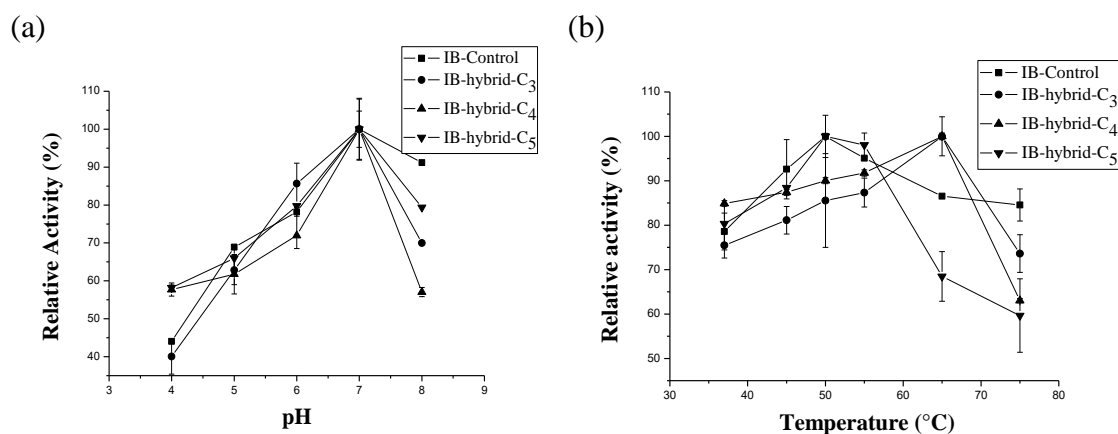 (a)
IB-Control
IB-hybrid-C3
IB-hybrid-C4
IB-hybrid-C5
Relative Activity (%)
110
100
90
80
70
60
50
40
3 4 5 6 7 8 9
pH
(b)
IB-Control
IB-hybrid-C3
IB-hybrid-C4
IB-hybrid-C5
Relative activity (%)
110
100
90
80
70
60
50
30 40 50 60 70 80
Temperature (°C)